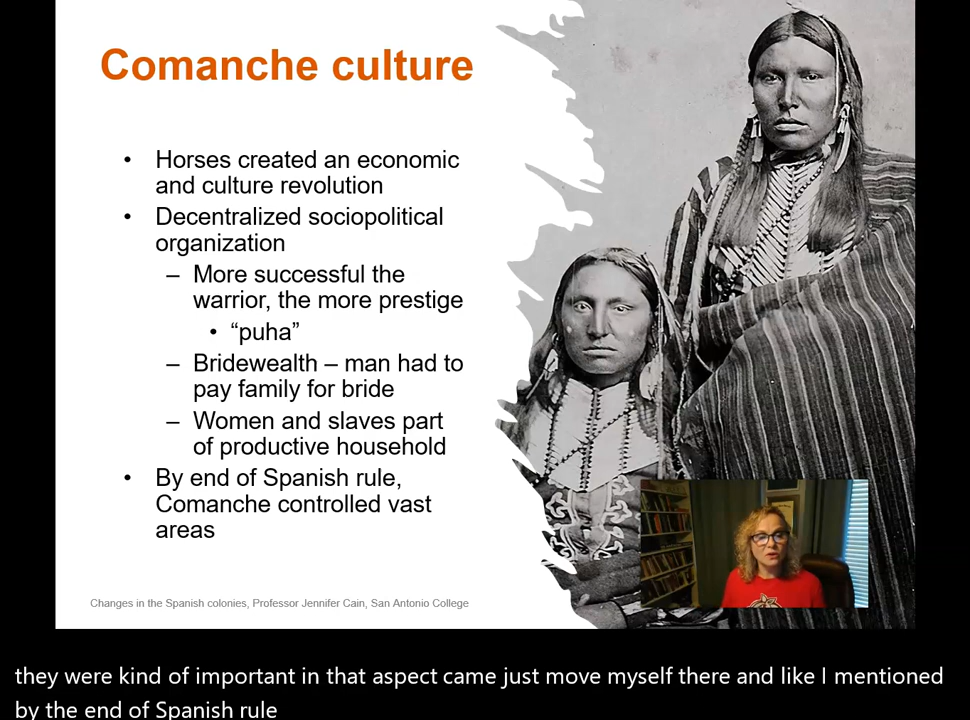 Comanche culture
• Horses created an economic
and culture revolution
• Decentralized sociopolitical
organization
– More successful the
warrior, the more prestige
• “puha”
– Bridewealth – man had to
pay family for bride
– Women and slaves part
of productive household
• By end of Spanish rule,
Comanche controlled vast
areas
Changes in the Spanish colonies, Professor Jennifer Cain, San Antonio College
they were kind of important in that aspect came just move myself there and like I mentioned
by the end of Spanish rule